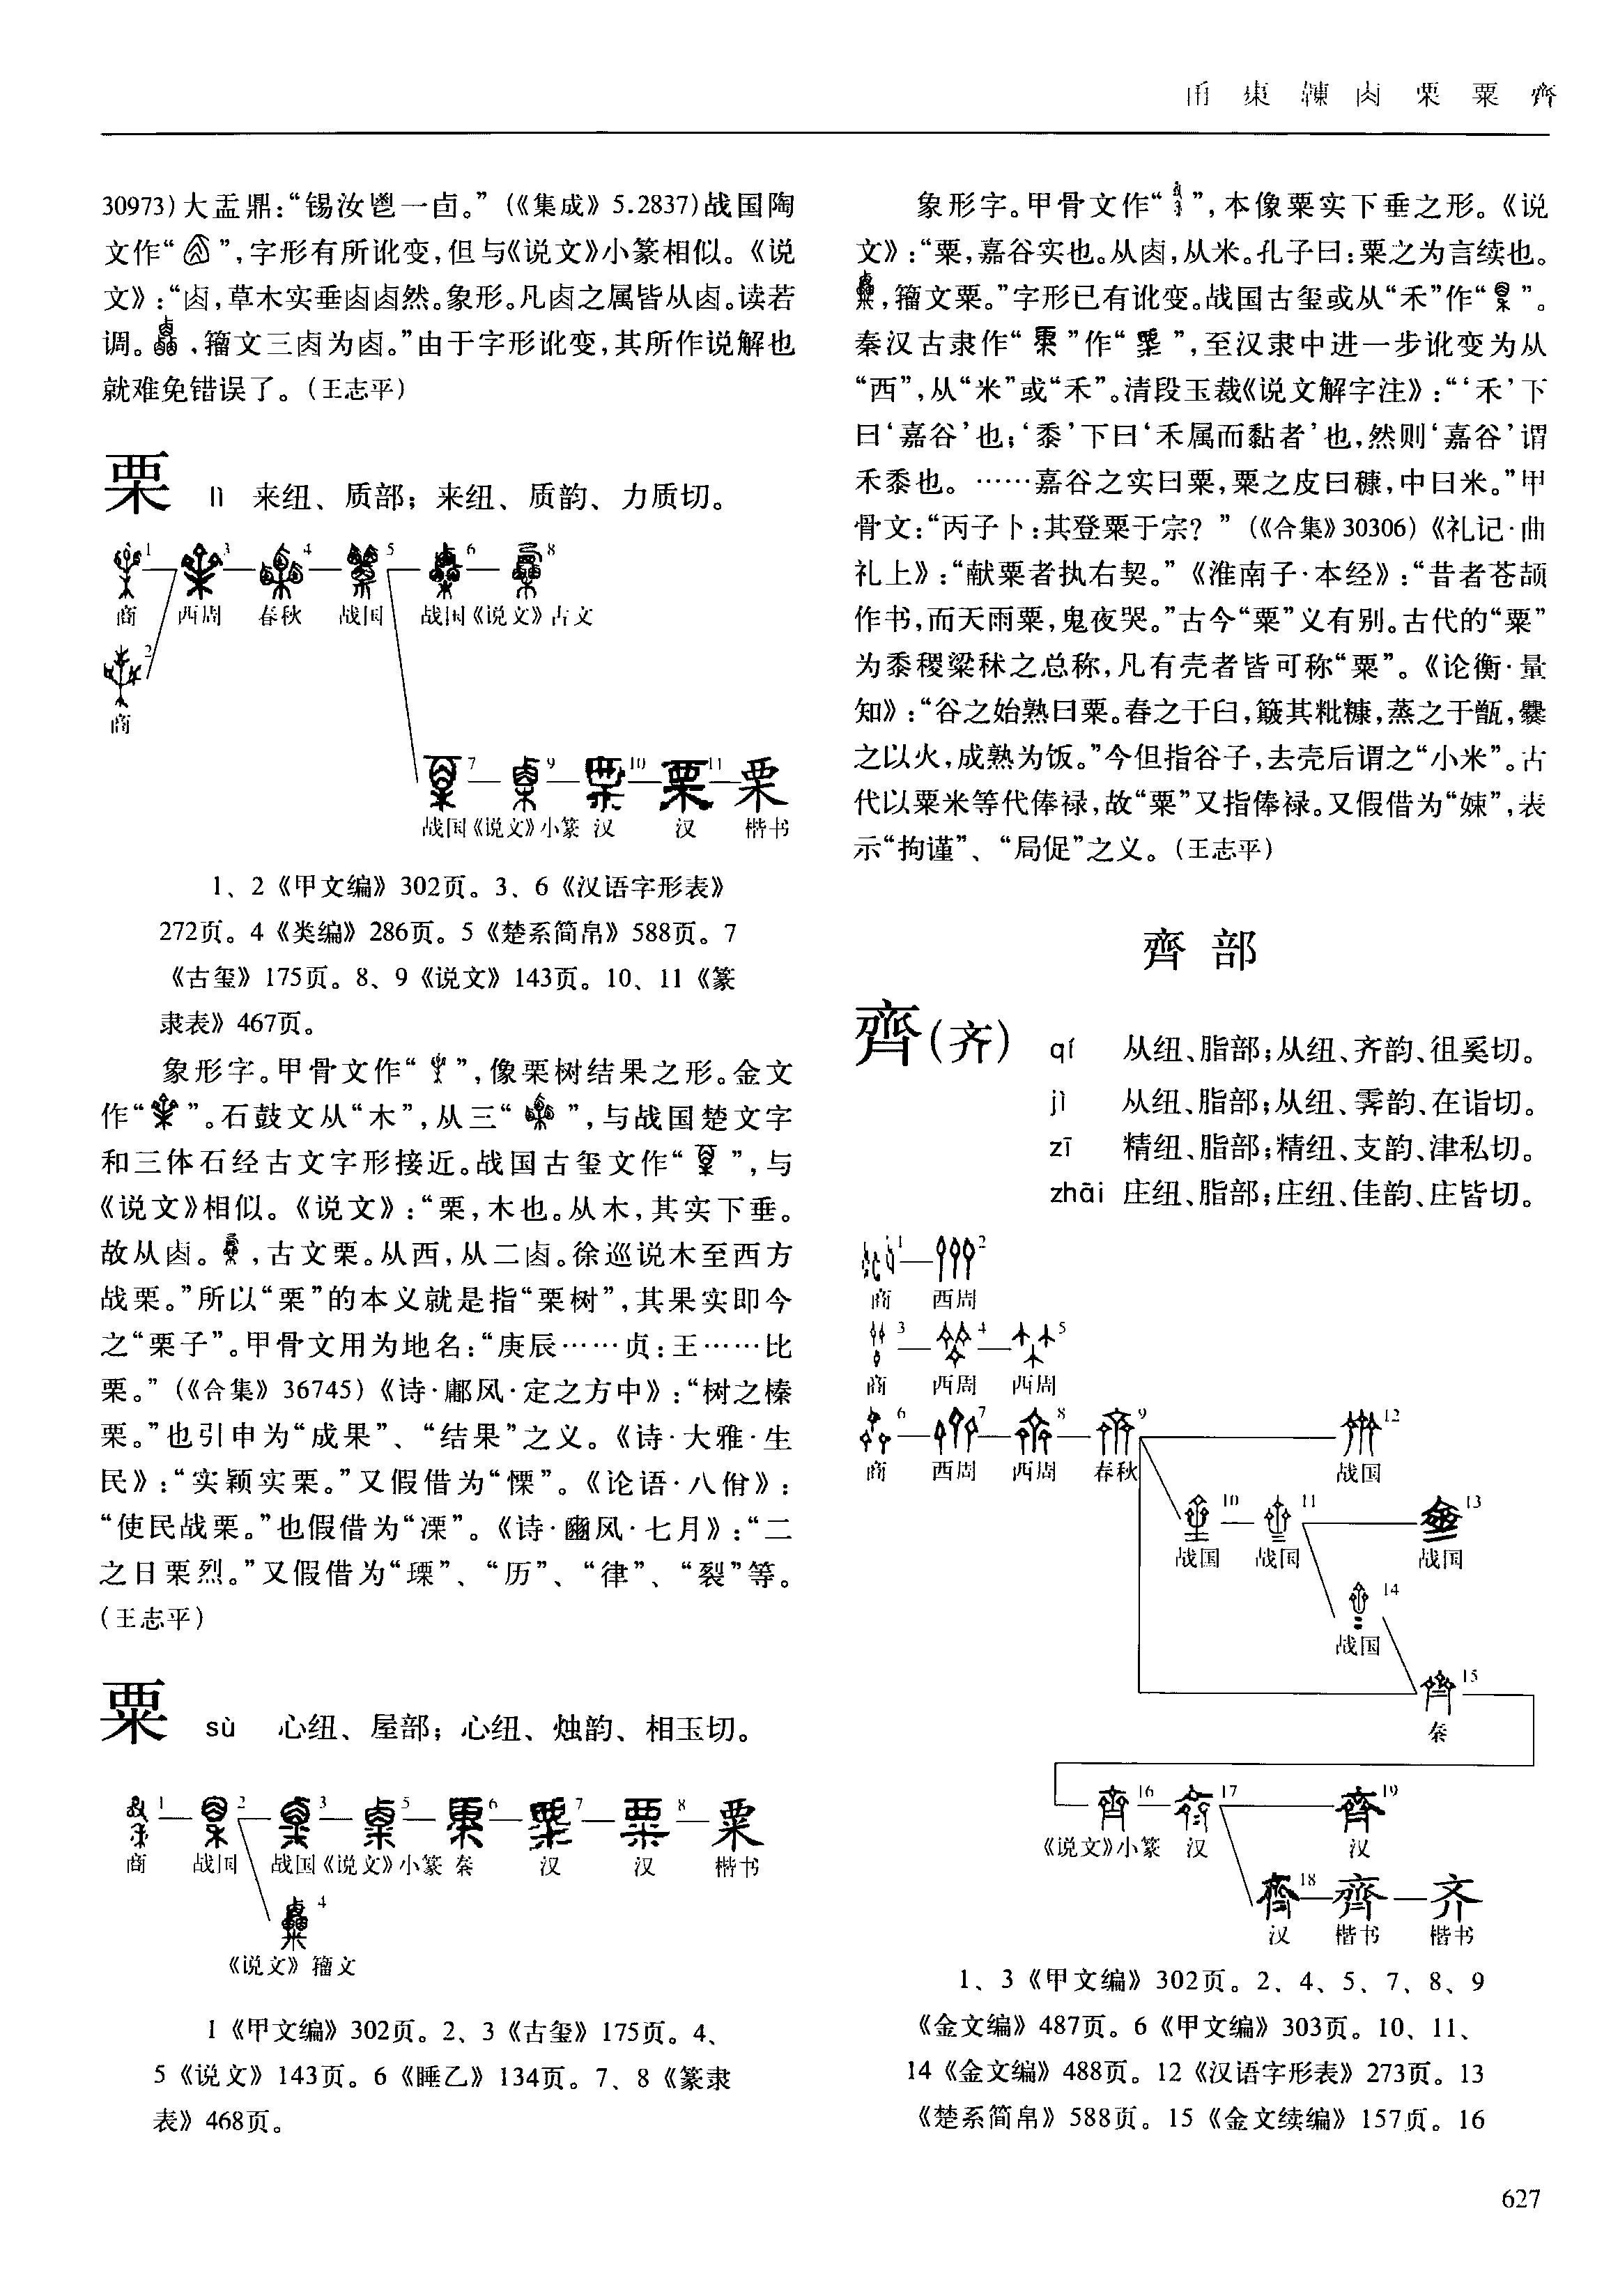 栗 粟 齊
30973)大盂鼎:“锡汝鬯一卣。”(《集成》5.2837)战国陶
文作“ ”,字形有所讹变,但与《说文》小篆相似。《说
文》:“卤,草木实垂卤卤然。象形。凡卤之属皆从卤。读若
调。 ,籀文三卤为卤。”由于字形讹变,其所作说解也
就难免错误了。(王志平)
栗 lì 来纽、质部;来纽、质韵、力质切。
1 3 4 5 6 8
商 西周 春秋 战国 战国《说文》古文
2
商
7 9 10 11 栗
战国《说文》小篆 汉 汉 楷书
1、2《甲文编》302页。3、6《汉语字形表》
272页。4《类编》286页。5《楚系简帛》588页。7
《古玺》175页。8、9《说文》143页。10、11《篆
隶表》467页。
象形字。甲骨文作“ ”,像栗树结果之形。金文
作“ ”。石鼓文从“木”,从三“ ”,与战国楚文字
和三体石经古文字形接近。战国古玺文作“ ”,与
《说文》相似。《说文》:“栗,木也。从木,其实下垂。
故从卤。 ,古文栗。从西,从二卤。徐巡说木至西方
战栗。”所以“栗”的本义就是指“栗树”,其果实即今
之“栗子”。甲骨文用为地名:“庚辰……贞:王……比
栗。”(《合集》36745)《诗·鄘风·定之方中》:“树之榛
栗。”也引申为“成果”、“结果”之义。《诗·大雅·生
民》:“实颖实栗。”又假借为“慄”。《论语·八佾》:
“使民战栗。”也假借为“凓”。《诗·豳风·七月》:“二
之日栗烈。”又假借为“瑮”、“历”、“律”、“裂”等。
(王志平)
粟 sù 心纽、屋部;心纽、烛韵、相玉切。
1 2 3 5 6 7 8 粟
商 战国 战国《说文》小篆 秦 汉 汉 楷书
4
《说文》籀文
1《甲文编》302页。2、3《古玺》175页。4、
5《说文》143页。6《睡乙》134页。7、8《篆隶
表》468页。
象形字。甲骨文作“ ”,本像粟实下垂之形。《说
文》:“粟,嘉谷实也。从卤,从米。孔子曰:粟之为言续也。
 ,籀文粟。”字形已有讹变。战国古玺或从“禾”作“ ”。
秦汉古隶作“ ”作“ ”,至汉隶中进一步讹变为从
“西”,从“米”或“禾”。清段玉裁《说文解字注》:“‘禾’下
曰‘嘉谷’也;‘黍’下曰‘禾属而黏者’也,然则‘嘉谷’谓
禾黍也。……嘉谷之实曰粟,粟之皮曰糠,中曰米。”甲
骨文:“丙子卜:其登粟于宗?”(《合集》30306)《礼记·曲
礼上》:“献粟者执右契。”《淮南子·本经》:“昔者苍颉
作书,而天雨粟,鬼夜哭。”古今“粟”义有别。古代的“粟”
为黍稷粱秫之总称,凡有壳者皆可称“粟”。《论衡·量
知》:“谷之始熟曰粟。舂之于臼,簸其粃糠,蒸之于甑,爨
之以火,成熟为饭。”今但指谷子,去壳后谓之“小米”。古
代以粟米等代俸禄,故“粟”又指俸禄。又假借为“娕”,表
示“拘谨”、“局促”之义。(王志平)
齊 部
齊(齐) qí 从纽、脂部;从纽、齐韵、徂奚切。
jì 从纽、脂部;从纽、霁韵、在诣切。
zī 精纽、脂部;精纽、支韵、津私切。
zhāi 庄纽、脂部;庄纽、佳韵、庄皆切。
1 2
商 西周
3 4 5
商 西周 西周
6 7 8 9 12
商 西周 西周 春秋 战国
10 11 13
战国 战国 战国
14
战国
15
秦
16 17 19
《说文》小篆 汉 汉
18 齊 齐
汉 楷书 楷书
1、3《甲文编》302页。2、4、5、7、8、9
《金文编》487页。6《甲文编》303页。10、11、
14《金文编》488页。12《汉语字形表》273页。13
《楚系简帛》588页。15《金文续编》157页。16
627